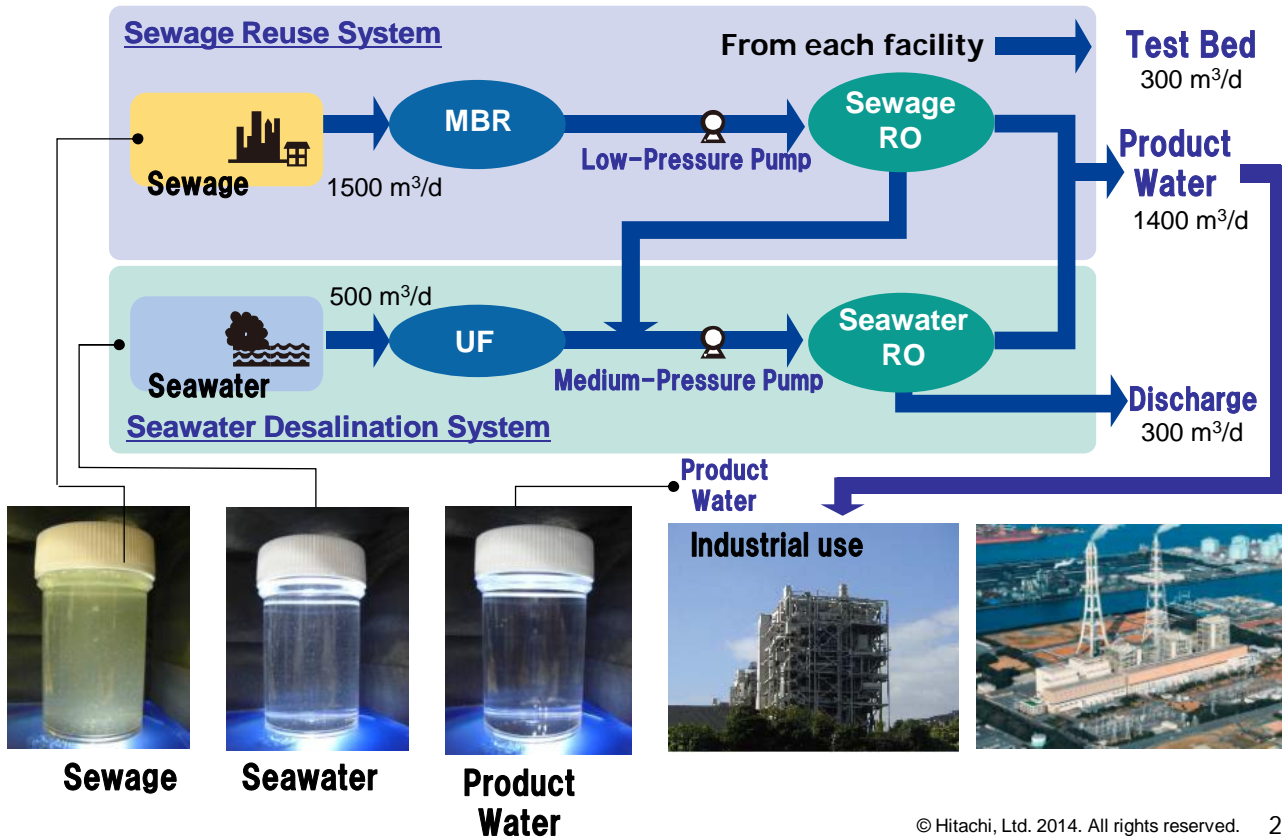 Sewage Reuse System
From each facility
Test Bed
300 m³/d
Sewage
1500 m³/d
MBR
Low-Pressure Pump
Sewage
RO
Product
Water
1400 m³/d
Seawater
500 m³/d
UF
Medium-Pressure Pump
Seawater
RO
Discharge
300 m³/d
Seawater Desalination System
Product
Water
Industrial use
Sewage
Seawater
Product
Water
© Hitachi, Ltd. 2014. All rights reserved. 2